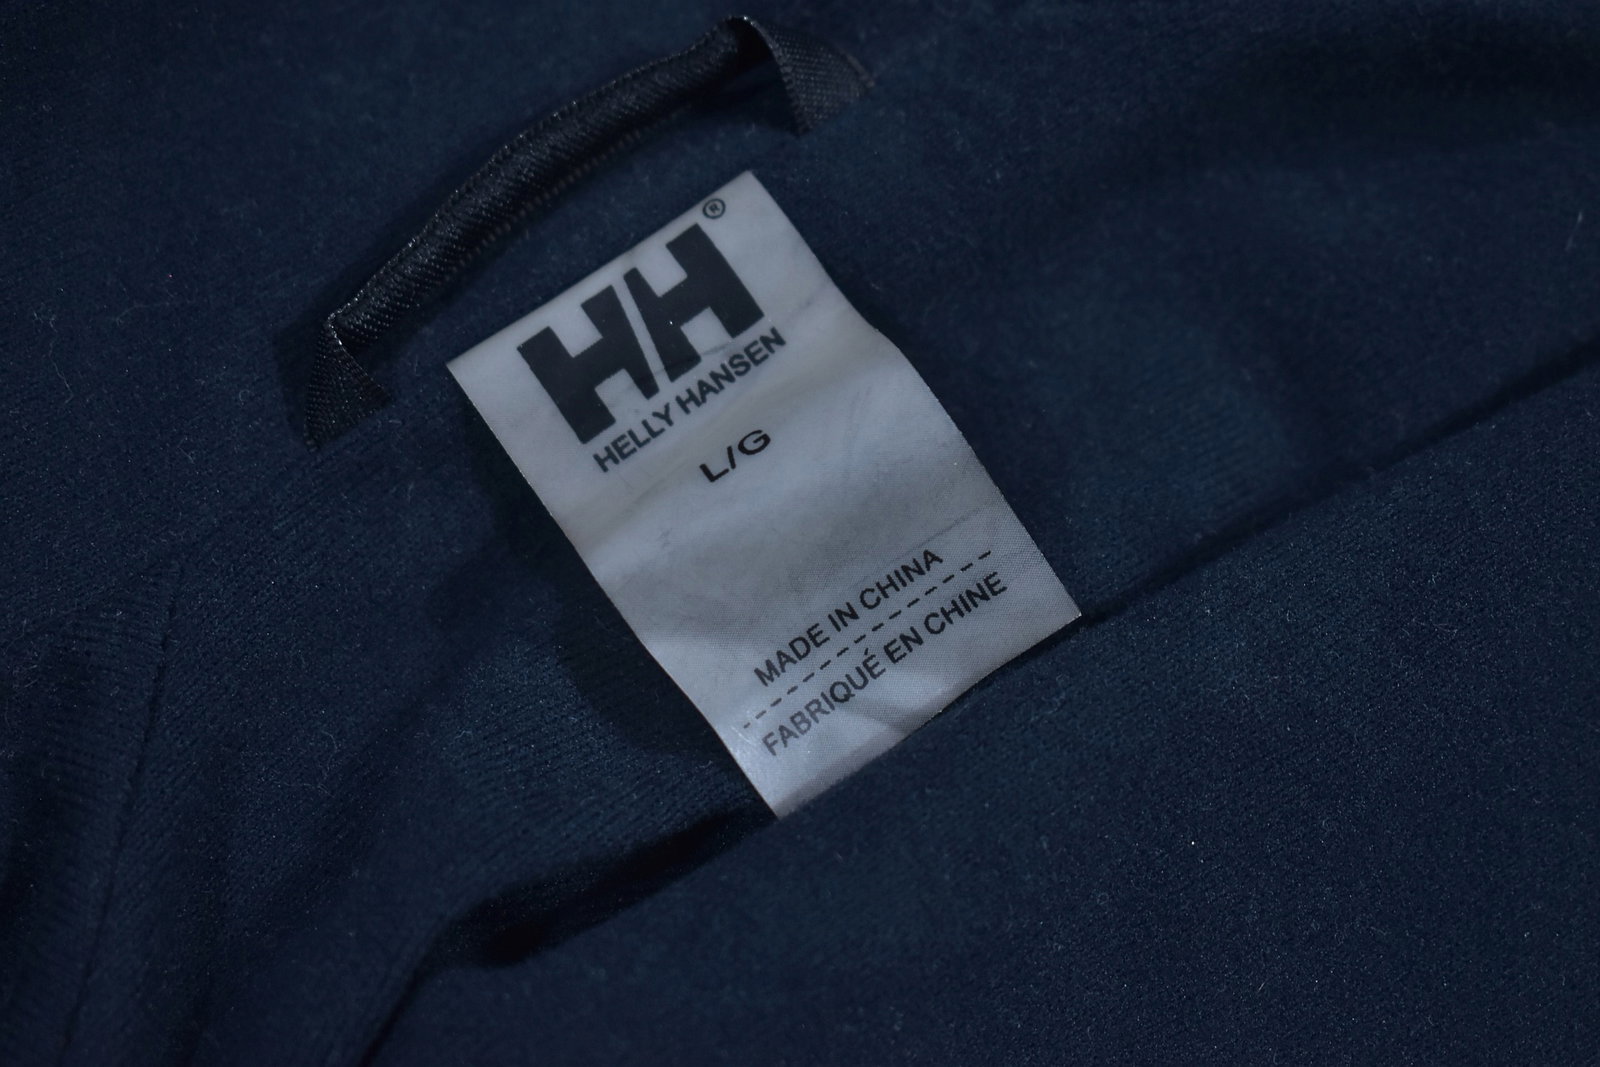 HH®
HELLY HANSEN
L/G
MADE IN CHINA
FABRIQUÉ EN CHINE